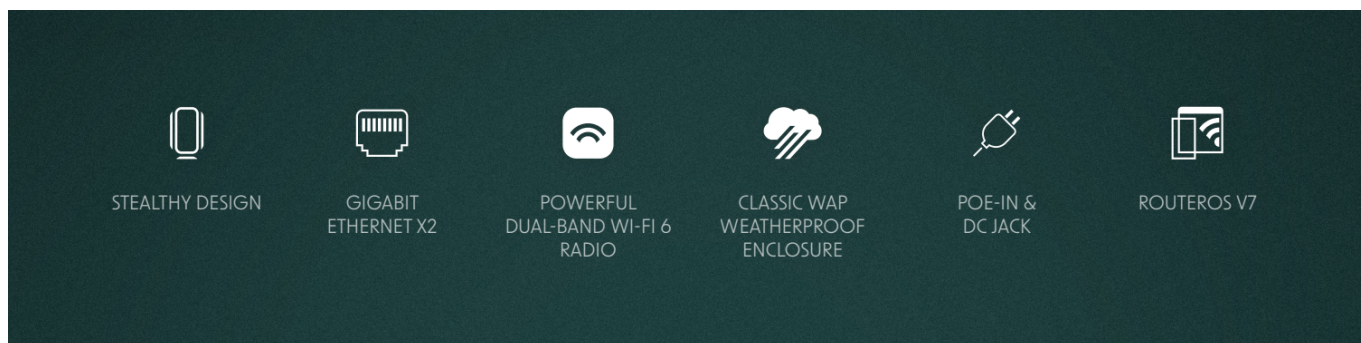 STEALTHY DESIGN
GIGABIT
ETHERNET X2
POWERFUL
DUAL-BAND WI-FI 6
RADIO
CLASSIC WAP
WEATHERPROOF
ENCLOSURE
POE-IN &
DC JACK
ROUTEROS V7